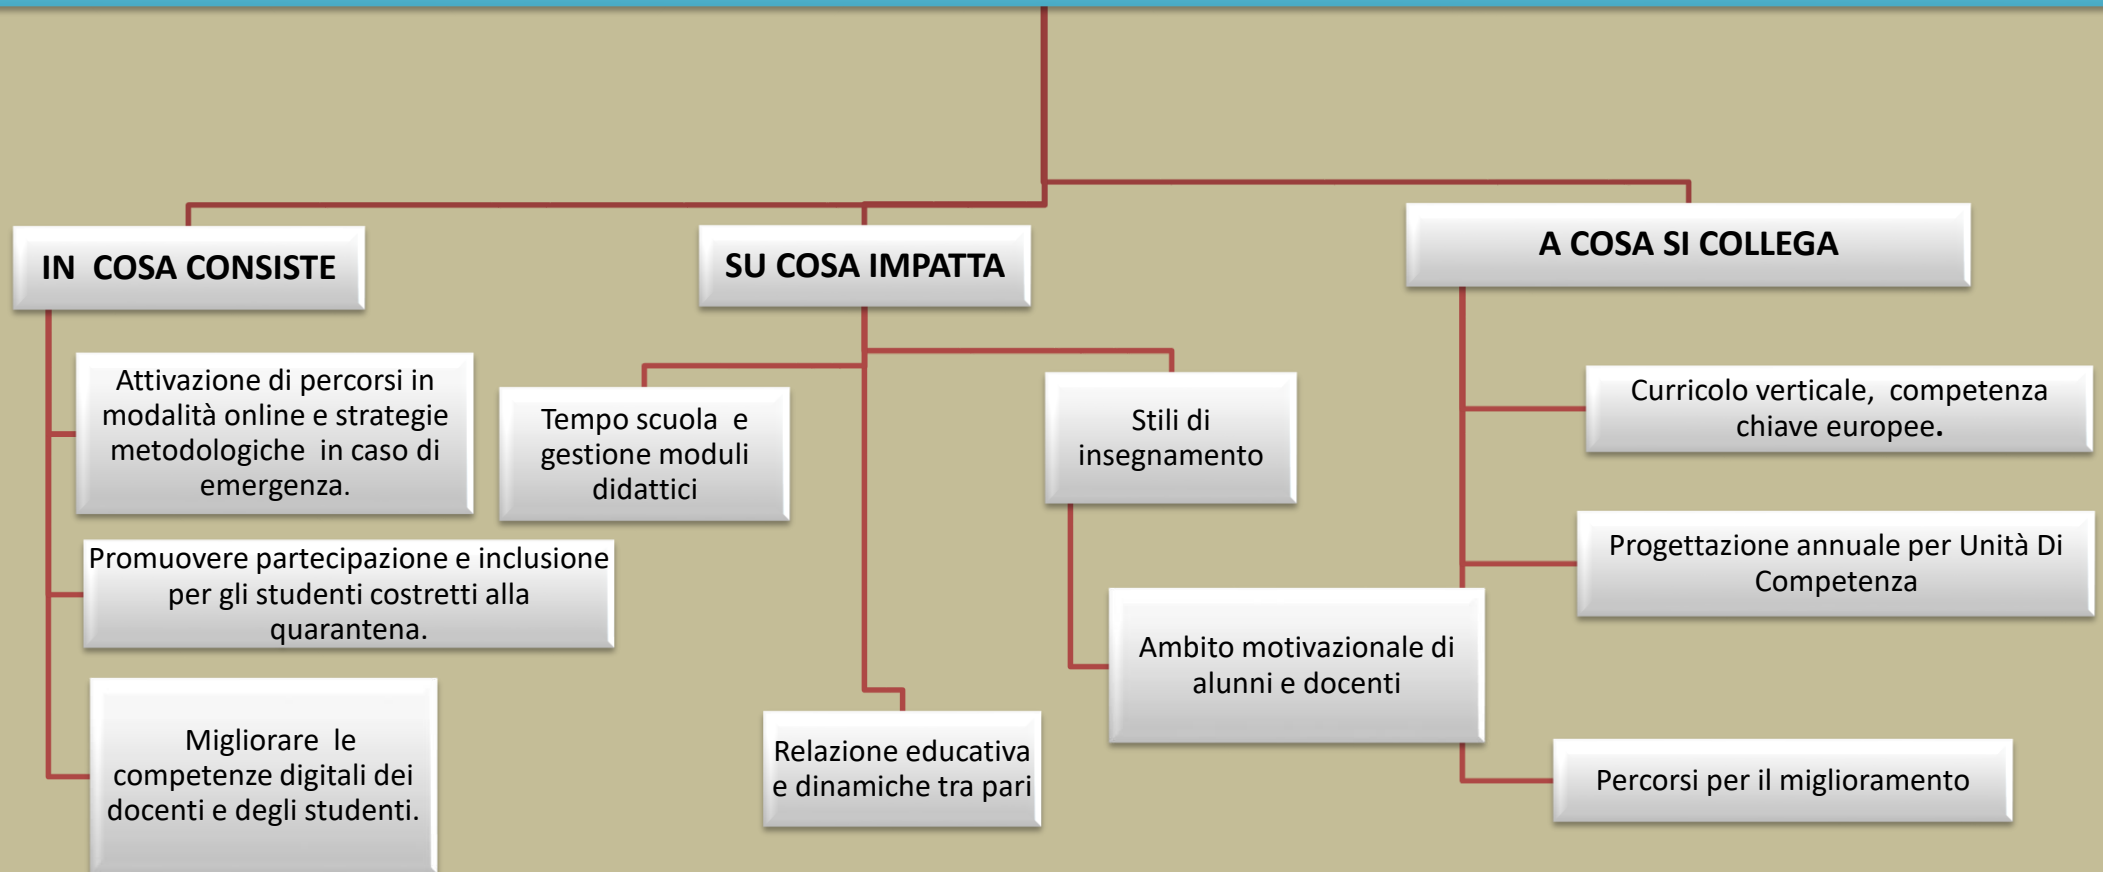 IN COSA CONSISTE
Attivazione di percorsi in
modalità online e strategie
metodologiche in caso di
emergenza.
Promuovere partecipazione e inclusione
per gli studenti costretti alla
quarantena.
Migliorare le
competenze digitali dei
docenti e degli studenti.
SU COSA IMPATTA
Tempo scuola e
gestione moduli
didattici
Stili di
insegnamento
Ambito motivazionale di
alunni e docenti
Relazione educativa
e dinamiche tra pari
A COSA SI COLLEGA
Curricolo verticale, competenza
chiave europee.
Progettazione annuale per Unità Di
Competenza
Percorsi per il miglioramento